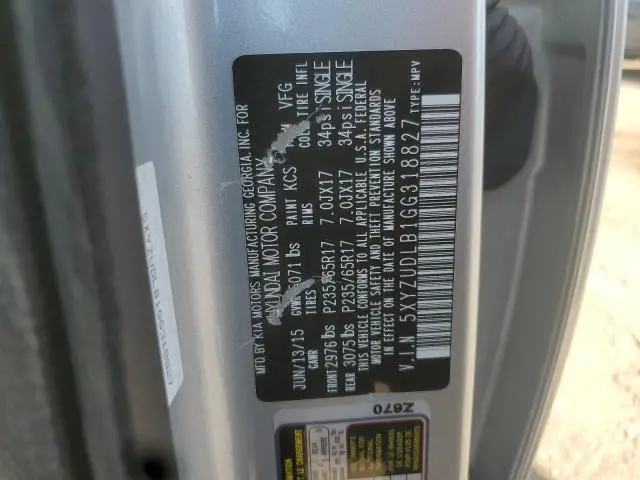 MFD BY KIA MOTORS MANUFACTURING GEORGIA, INC. FOR
HYUNDAI MOTOR COMPANY
JUN/13/15 PAINT KCS VFG
GAWR GVWR 5071 lbs TIRES RIMS COLD TIRE INFL
FRONT 2976 lbs P235/65R17 7.0JX17 34psi SINGLE
REAR 3075 lbs P235/65R17 7.0JX17 34psi SINGLE
THIS VEHICLE CONFORMS TO ALL APPLICABLE U.S.A. FEDERAL
MOTOR VEHICLE SAFETY AND THEFT PREVENTION STANDARDS
IN EFFECT ON THE DATE OF MANUFACTURE SHOWN ABOVE
V.I.N : 5XYZUDLB1GG318827 TYPE:MPV
Z670